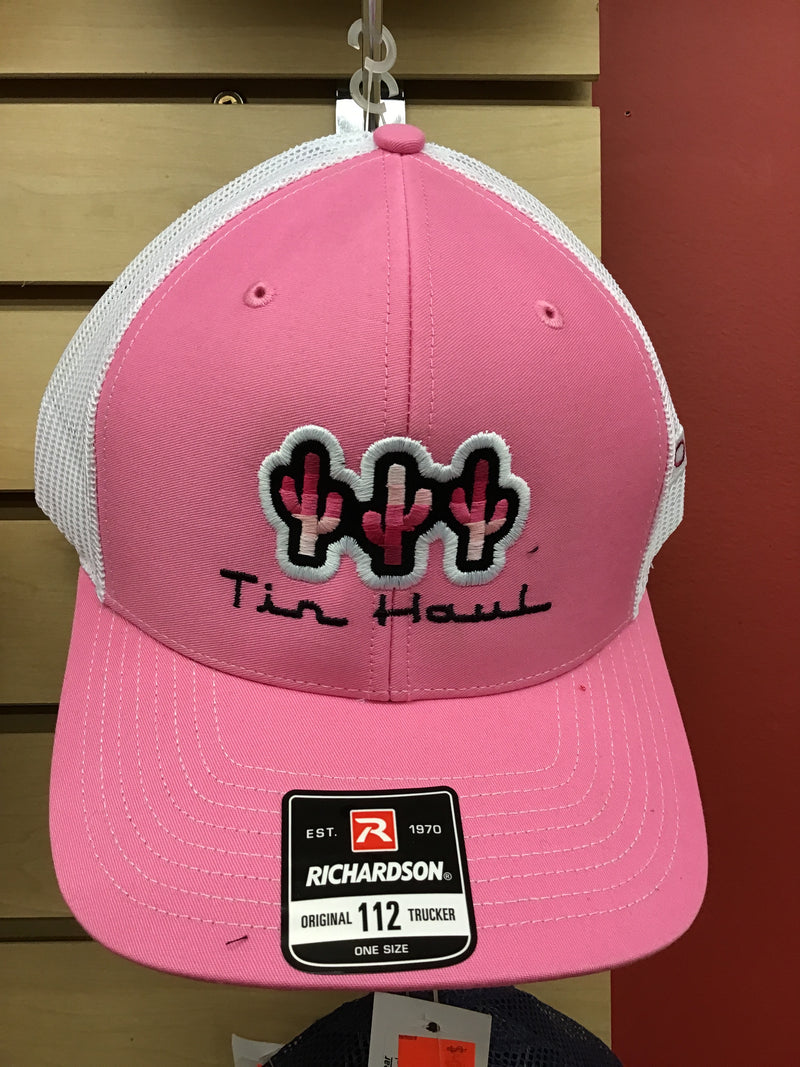 Tin Haul
EST. R 1970
RICHARDSON®
ORIGINAL 112 TRUCKER
ONE SIZE